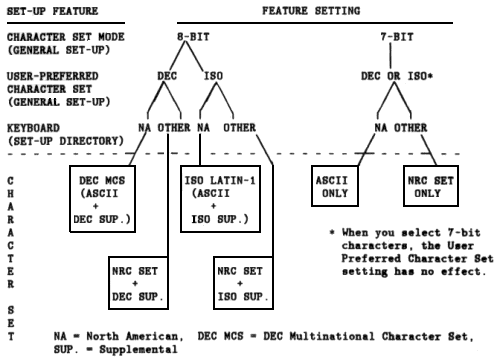 SET-UP FEATURE FEATURE SETTING
CHARACTER SET MODE 8-BIT 7-BIT
(GENERAL SET-UP)
USER-PREFERRED DEC ISO DEC OR ISO*
CHARACTER SET
(GENERAL SET-UP)
KEYBOARD NA OTHER NA OTHER NA OTHER
(SET-UP DIRECTORY)
CHARACTER SET
DEC MCS
(ASCII
+
DEC SUP.)
ISO LATIN-1
(ASCII
+
ISO SUP.)
ASCII
ONLY
NRC SET
ONLY
NRC SET
+
DEC SUP.
NRC SET
+
ISO SUP.
* When you select 7-bit
characters, the User
Preferred Character Set
setting has no effect.
NA = North American, DEC MCS = DEC Multinational Character Set,
SUP. = Supplemental